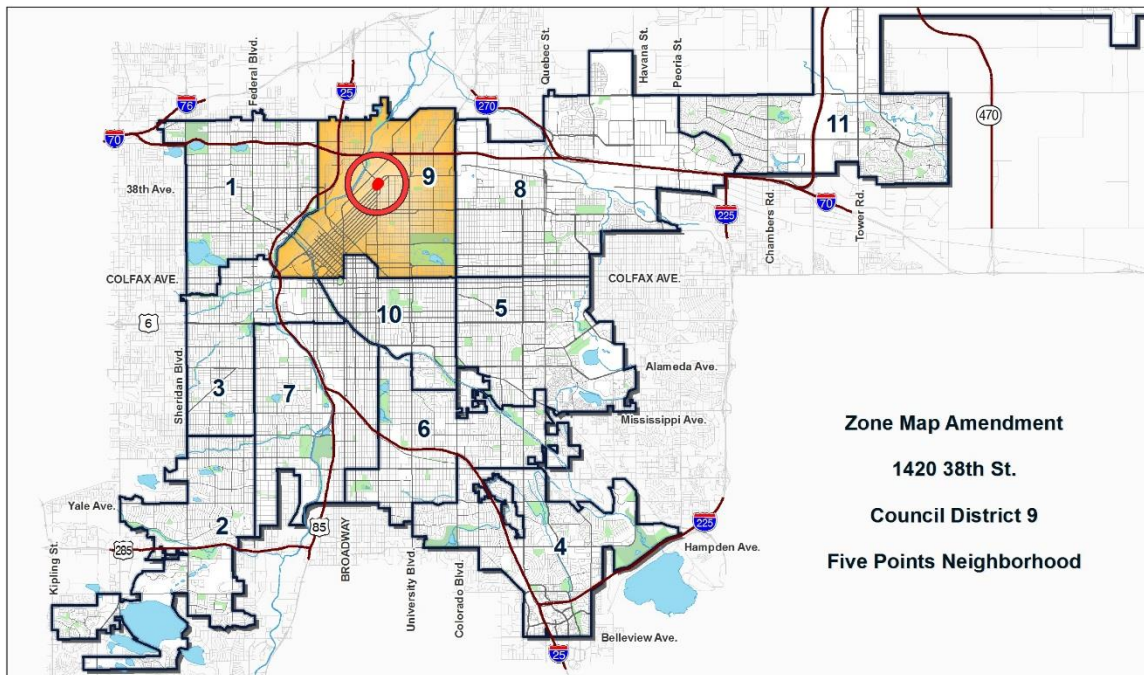 Federal Blvd.
Quebec St.
Havana St.
Peoria St.
76
25
270
70
470
11
38th Ave.
1
9
8
225
70
Chambers Rd.
Tower Rd.
COLFAX AVE.
COLFAX AVE.
6
10
5
Sheridan Blvd.
3
7
Alameda Ave.
Mississippi Ave.
6
Zone Map Amendment
1420 38th St.
Council District 9
Five Points Neighborhood
Yale Ave.
2
85
285
BROADWAY
University Blvd.
Colorado Blvd.
4
225
Hampden Ave.
Kipling St.
Belleview Ave.
25